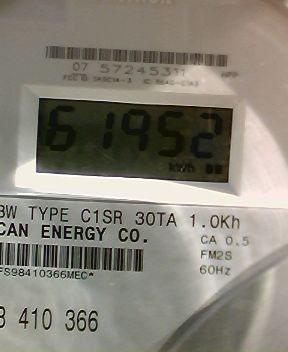 07 57245311
61952
kWh
3W TYPE C1SR 30TA 1.0Kh
CAN ENERGY CO.
CA 0.5
FM2S
60Hz
FS98410366MEC*
410 366